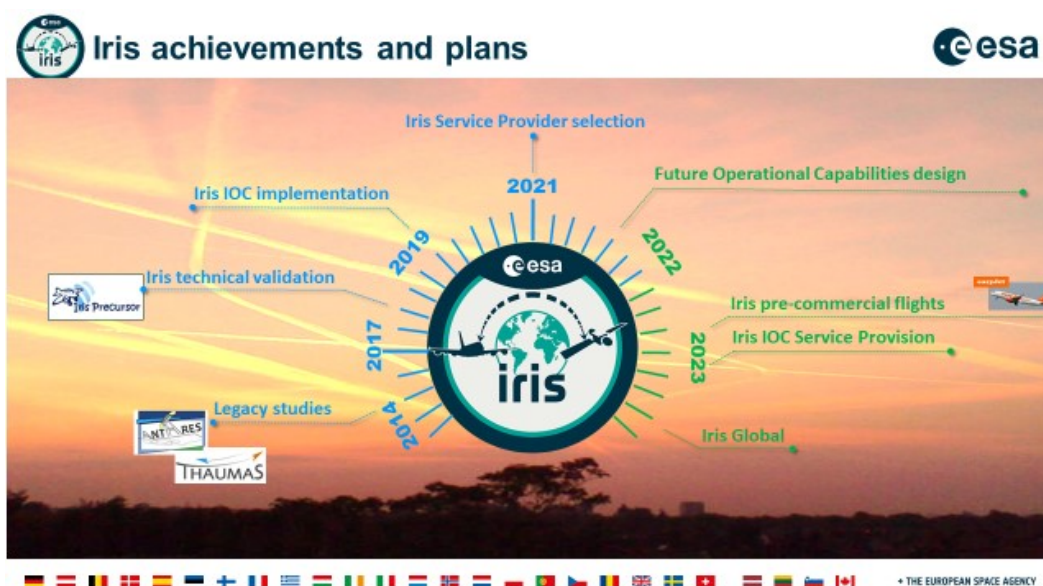 esa
iris
Iris achievements and plans
esa
Iris Service Provider selection
2021
Future Operational Capabilities design
Iris IOC implementation
2019
2022
esa
Iris technical validation
Iris Precursor
Iris pre-commercial flights
2017
Iris IOC Service Provision
2023
iris
Legacy studies
2014
ANTARES
THAUMAS
Iris Global
THE EUROPEAN SPACE AGENCY